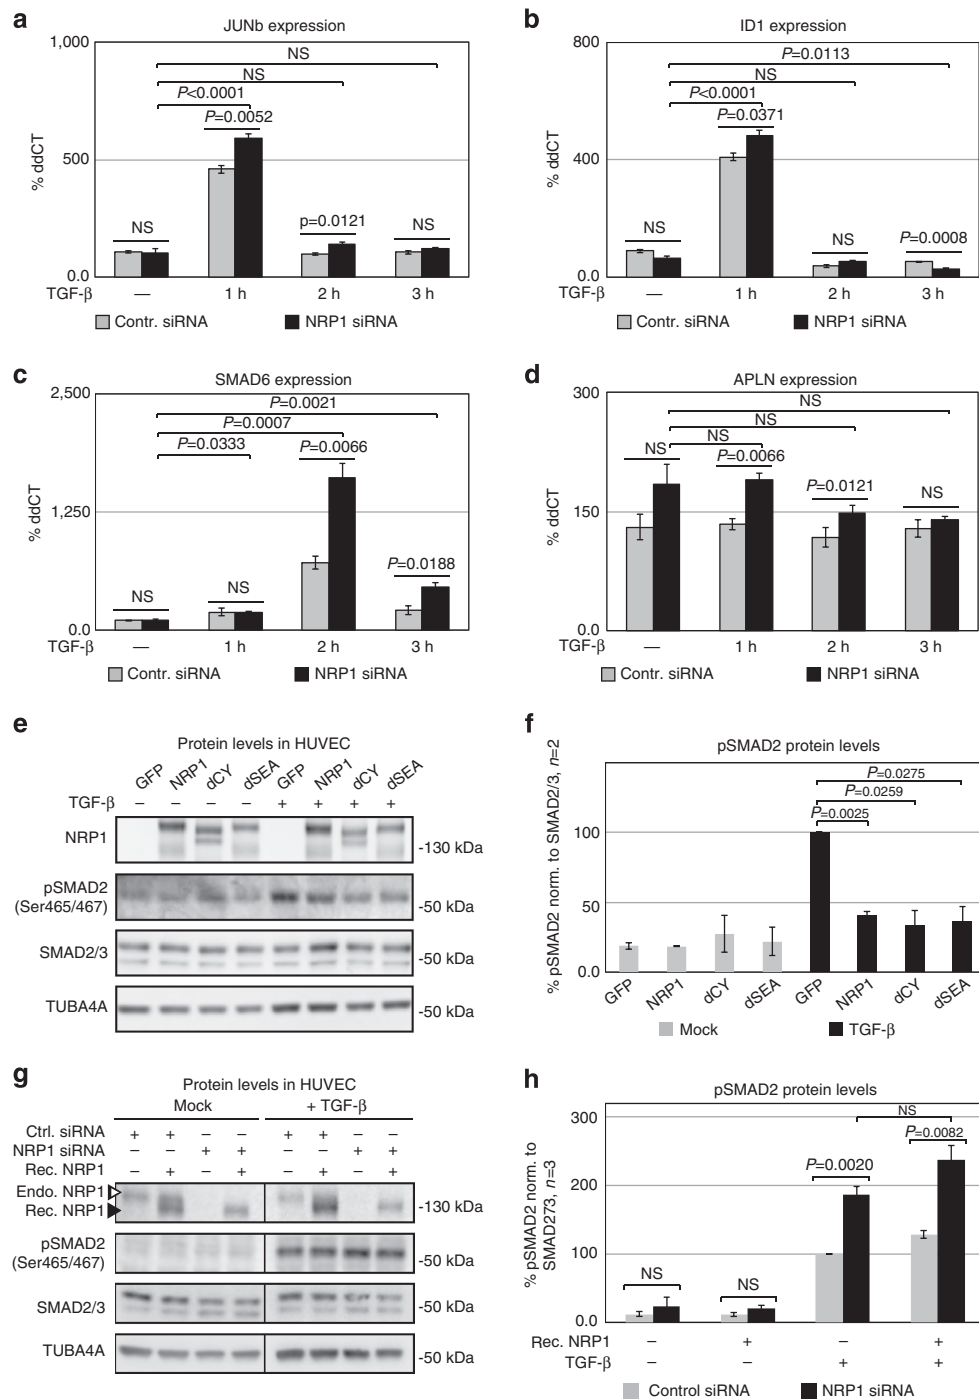 a
JUNb expression
1,000
500
0.0
% ddCT
NS
NS
P<0.0001
P=0.0052
NS
p=0.0121
NS
TGF-β — 1 h 2 h 3 h
Contr. siRNA NRP1 siRNA
b
ID1 expression
800
400
0.0
% ddCT
P=0.0113
NS
P<0.0001
P=0.0371
NS
NS
P=0.0008
— 1 h 2 h 3 h
Contr. siRNA NRP1 siRNA
c
SMAD6 expression
2,500
1,250
0.0
% ddCT
P=0.0021
P=0.0007
P=0.0333
P=0.0066
NS
NS
P=0.0188
TGF-β — 1 h 2 h 3 h
Contr. siRNA NRP1 siRNA
d
APLN expression
300
150
0.0
% ddCT
NS
NS
NS
NS
P=0.0066
P=0.0121
NS
— 1 h 2 h 3 h
Contr. siRNA NRP1 siRNA
e
Protein levels in HUVEC
GFP NRP1 dCY dSEA GFP NRP1 dCY dSEA
TGF-β – – – – + + + +
NRP1
-130 kDa
pSMAD2
(Ser465/467)
-50 kDa
SMAD2/3
-50 kDa
TUBA4A
-50 kDa
f
pSMAD2 protein levels
% pSMAD2 norm. to SMAD2/3, n=2
100
50
0.0
P=0.0275
P=0.0259
P=0.0025
GFP NRP1 dCY dSEA GFP NRP1 dCY dSEA
Mock TGF-β
g
Protein levels in HUVEC
Mock + TGF-β
Ctrl. siRNA + + – – + + – –
NRP1 siRNA – – + + – – + +
Rec. NRP1 – + – + – + – +
Endo. NRP1
Rec. NRP1
-130 kDa
pSMAD2
(Ser465/467)
-50 kDa
SMAD2/3
-50 kDa
TUBA4A
-50 kDa
h
pSMAD2 protein levels
% pSMAD2 norm. to
SMAD273, n=3
300
200
100
0.0
NS
P=0.0082
P=0.0020
NS
NS
Rec. NRP1 – + – +
TGF-β – – + +
Control siRNA NRP1 siRNA